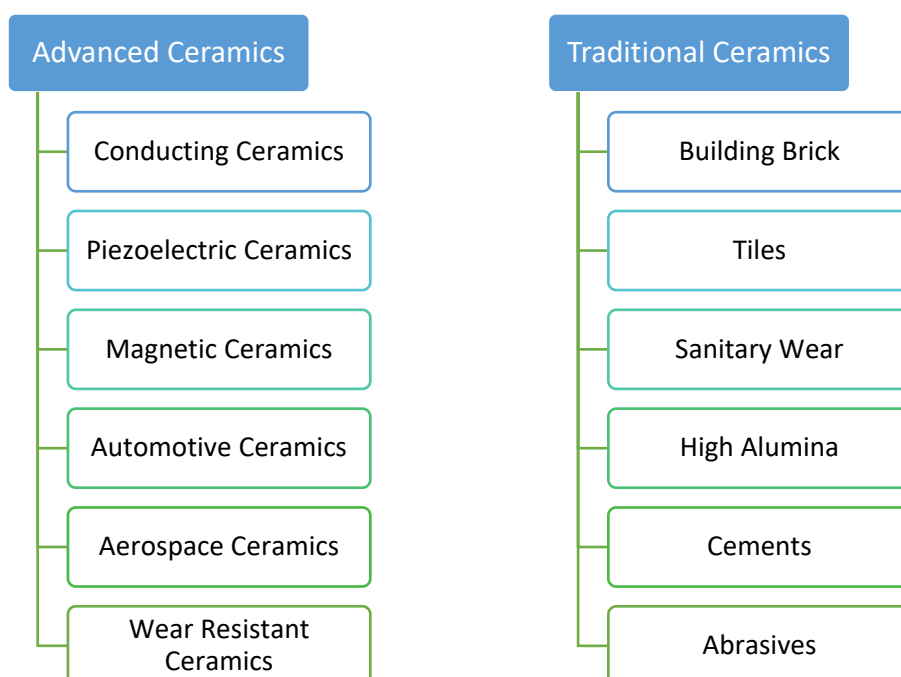 Advanced Ceramics
Conducting Ceramics
Piezoelectric Ceramics
Magnetic Ceramics
Automotive Ceramics
Aerospace Ceramics
Wear Resistant
Ceramics
Traditional Ceramics
Building Brick
Tiles
Sanitary Wear
High Alumina
Cements
Abrasives